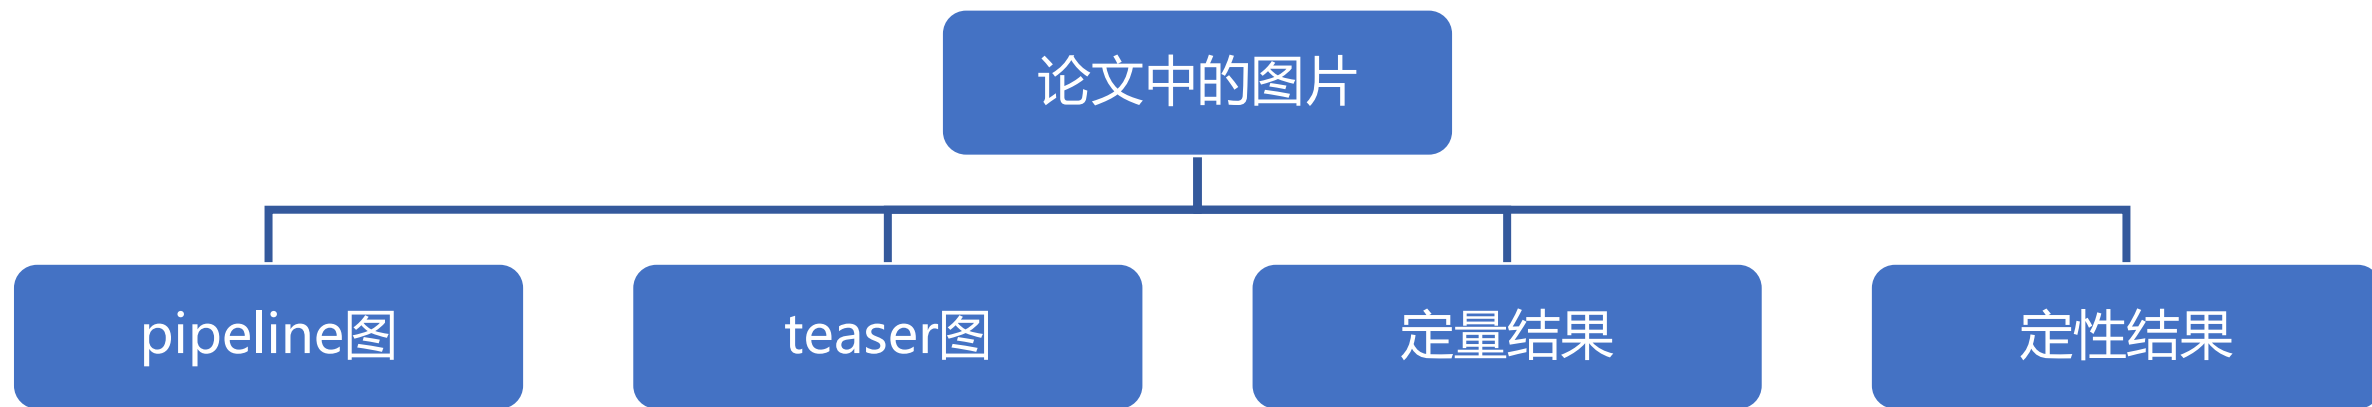 论文中的图片
pipeline图
teaser图
定量结果
定性结果